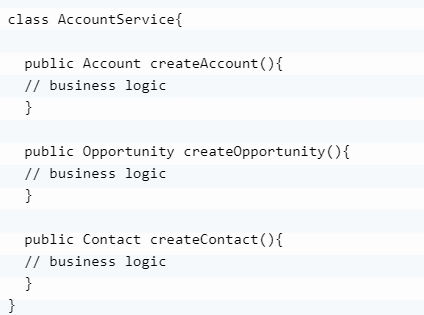 class AccountService{
public Account createAccount(){
// business logic
}
public Opportunity createOpportunity(){
// business logic
}
public Contact createContact(){
// business logic
}
}